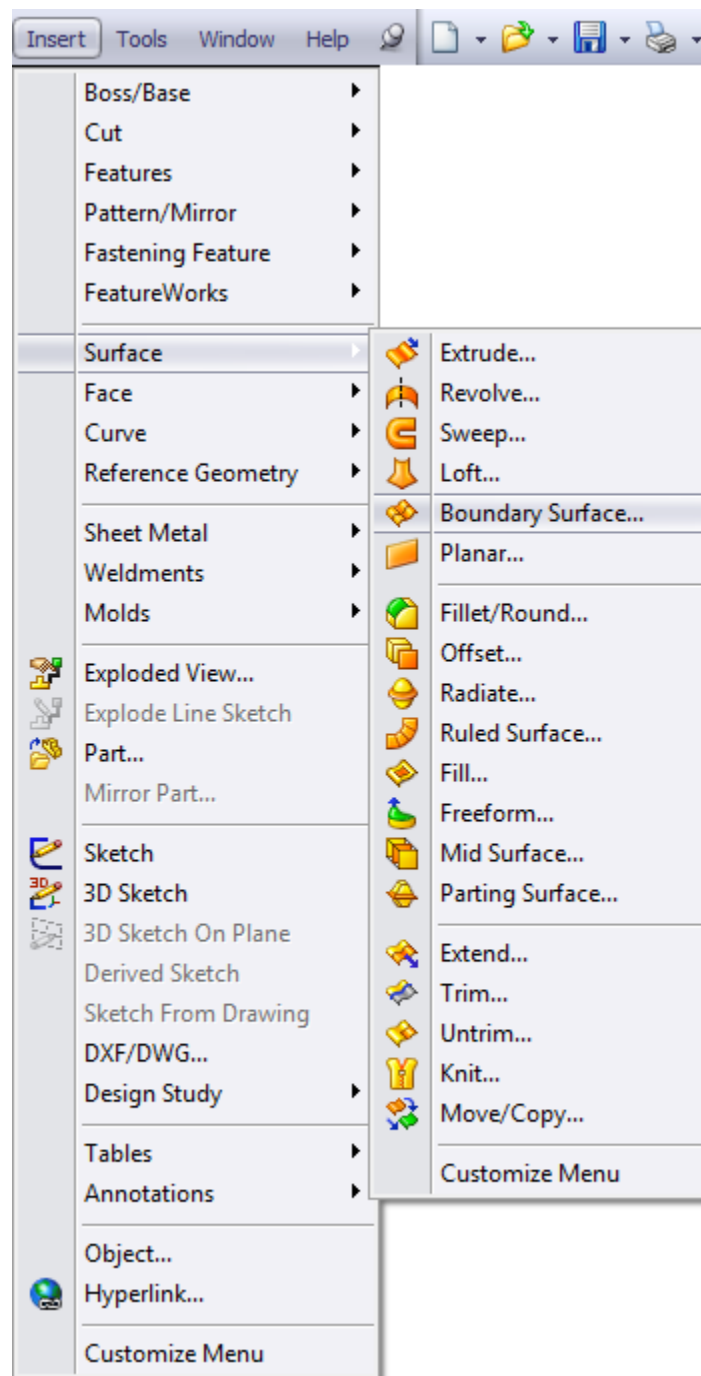 Insert Tools Window Help
Boss/Base
Cut
Features
Pattern/Mirror
Fastening Feature
FeatureWorks
Surface
Face
Curve
Reference Geometry
Sheet Metal
Weldments
Molds
Exploded View...
Explode Line Sketch
Part...
Mirror Part...
Sketch
3D Sketch
3D Sketch On Plane
Derived Sketch
Sketch From Drawing
DXF/DWG...
Design Study
Tables
Annotations
Object...
Hyperlink...
Customize Menu
Extrude...
Revolve...
Sweep...
Loft...
Boundary Surface...
Planar...
Fillet/Round...
Offset...
Radiate...
Ruled Surface...
Fill...
Freeform...
Mid Surface...
Parting Surface...
Extend...
Trim...
Untrim...
Knit...
Move/Copy...
Customize Menu